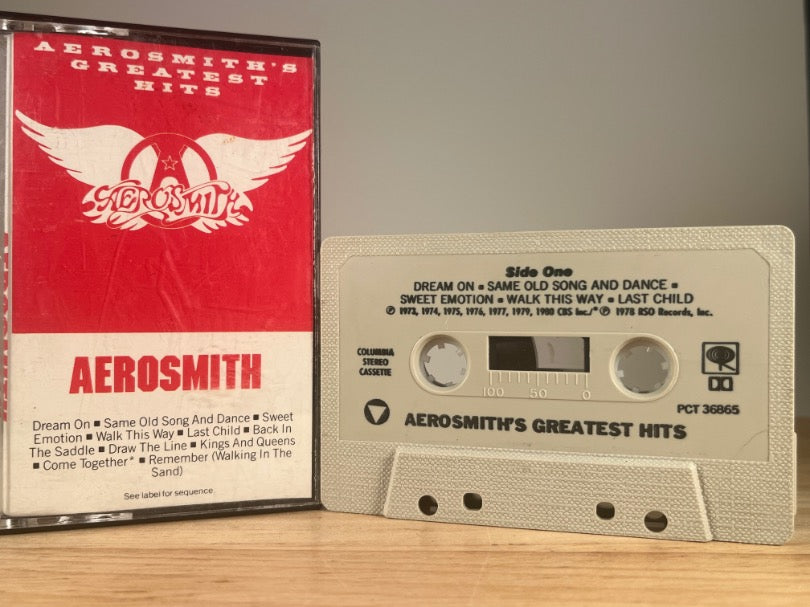 AEROSMITH'S
GREATEST
HITS
AEROSMITH
AEROSMITH
Dream On ■ Same Old Song And Dance ■ Sweet
Emotion ■ Walk This Way ■ Last Child ■ Back In
The Saddle ■ Draw The Line ■ Kings And Queens
■ Come Together* ■ Remember (Walking In The
Sand)
See label for sequence
Side One
DREAM ON ■ SAME OLD SONG AND DANCE ■
SWEET EMOTION ■ WALK THIS WAY ■ LAST CHILD
℗ 1973, 1974, 1975, 1976, 1977, 1979, 1980 CBS Inc./*℗ 1978 RSO Records, Inc.
COLUMBIA
STEREO
CASSETTE
100 50 0
PCT 36865
AEROSMITH'S GREATEST HITS